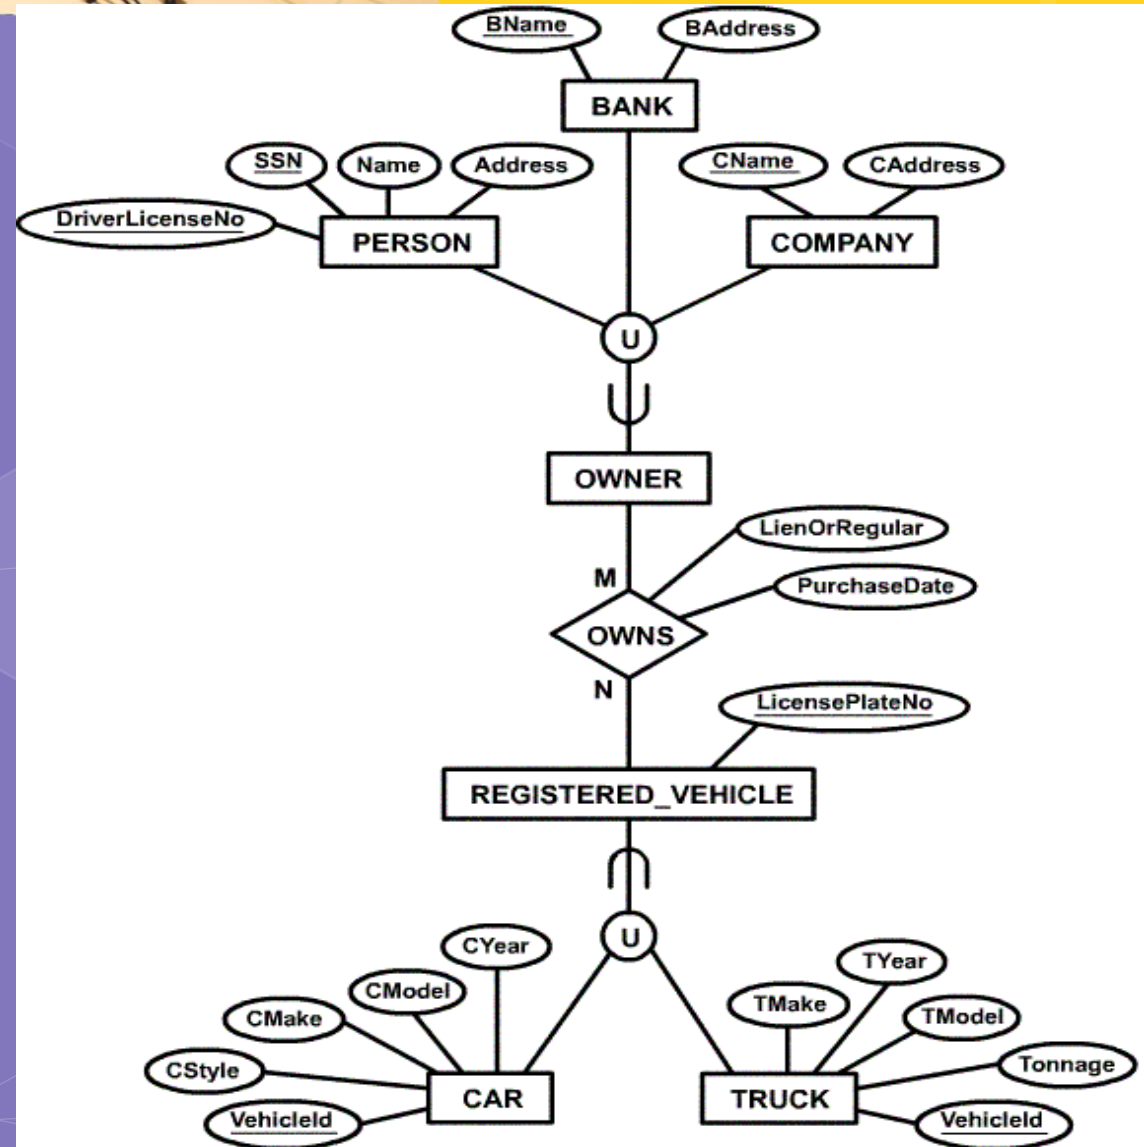 BName
BAddress
BANK
SSN
Name
Address
CName
CAddress
DriverLicenseNo
PERSON
COMPANY
U
OWNER
LienOrRegular
M
PurchaseDate
OWNS
N
LicensePlateNo
REGISTERED_VEHICLE
U
CYear
TYear
CModel
TMake
CMake
TModel
CStyle
Tonnage
CAR
TRUCK
VehicleId
VehicleId